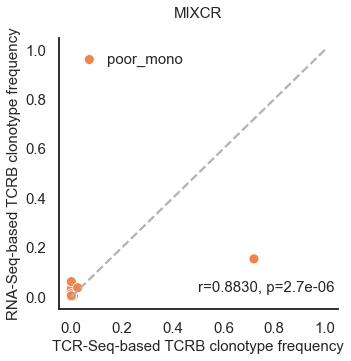 MIXCR
RNA-Seq-based TCRB clonotype frequency
1.0
0.8
0.6
0.4
0.2
0.0
poor_mono
r=0.8830, p=2.7e-06
0.0 0.2 0.4 0.6 0.8 1.0
TCR-Seq-based TCRB clonotype frequency